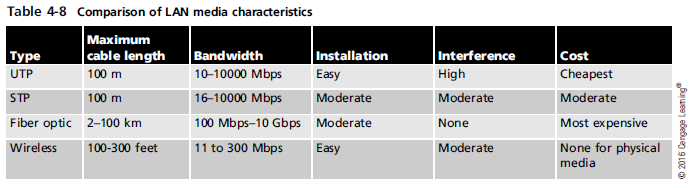 Table 4-8 Comparison of LAN media characteristics
Type Maximum cable length Bandwidth Installation Interference Cost
UTP 100 m 10–10000 Mbps Easy High Cheapest
STP 100 m 16–10000 Mbps Moderate Moderate Moderate
Fiber optic 2–100 km 100 Mbps–10 Gbps Moderate None Most expensive
Wireless 100-300 feet 11 to 300 Mbps Easy Moderate None for physical media
© 2016 Cengage Learning®